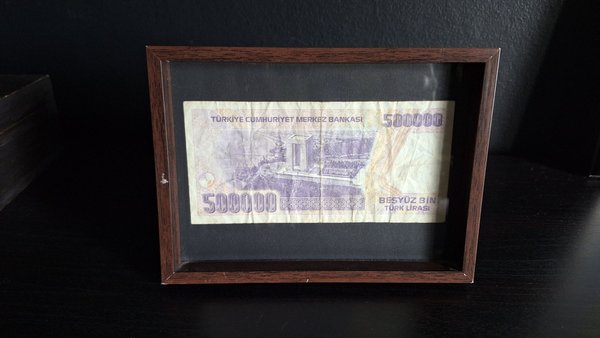 TÜRKİYE CUMHURİYET MERKEZ BANKASI
500000
500000
BEŞYÜZ BİN
TÜRK LİRASI